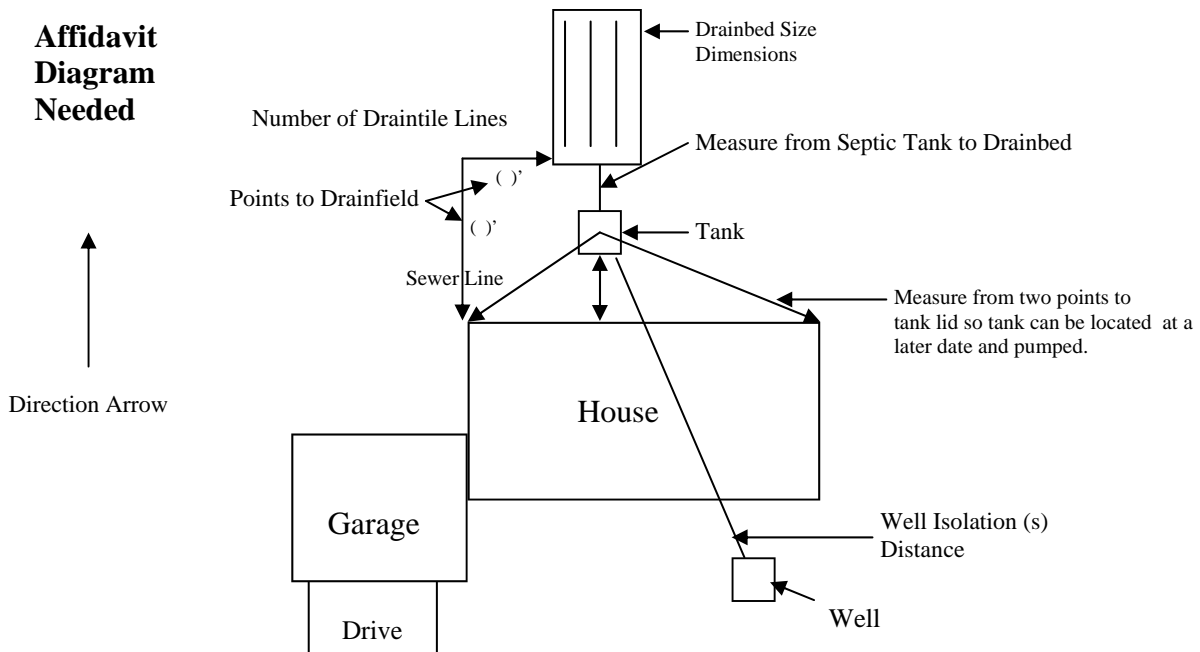 Affidavit
Diagram
Needed
Drainbed Size
Dimensions
Number of Draintile Lines
Measure from Septic Tank to Drainbed
( )’
Points to Drainfield
( )’
Tank
Sewer Line
Measure from two points to
tank lid so tank can be located at a
later date and pumped.
Direction Arrow
House
Garage
Well Isolation (s)
Distance
Well
Drive